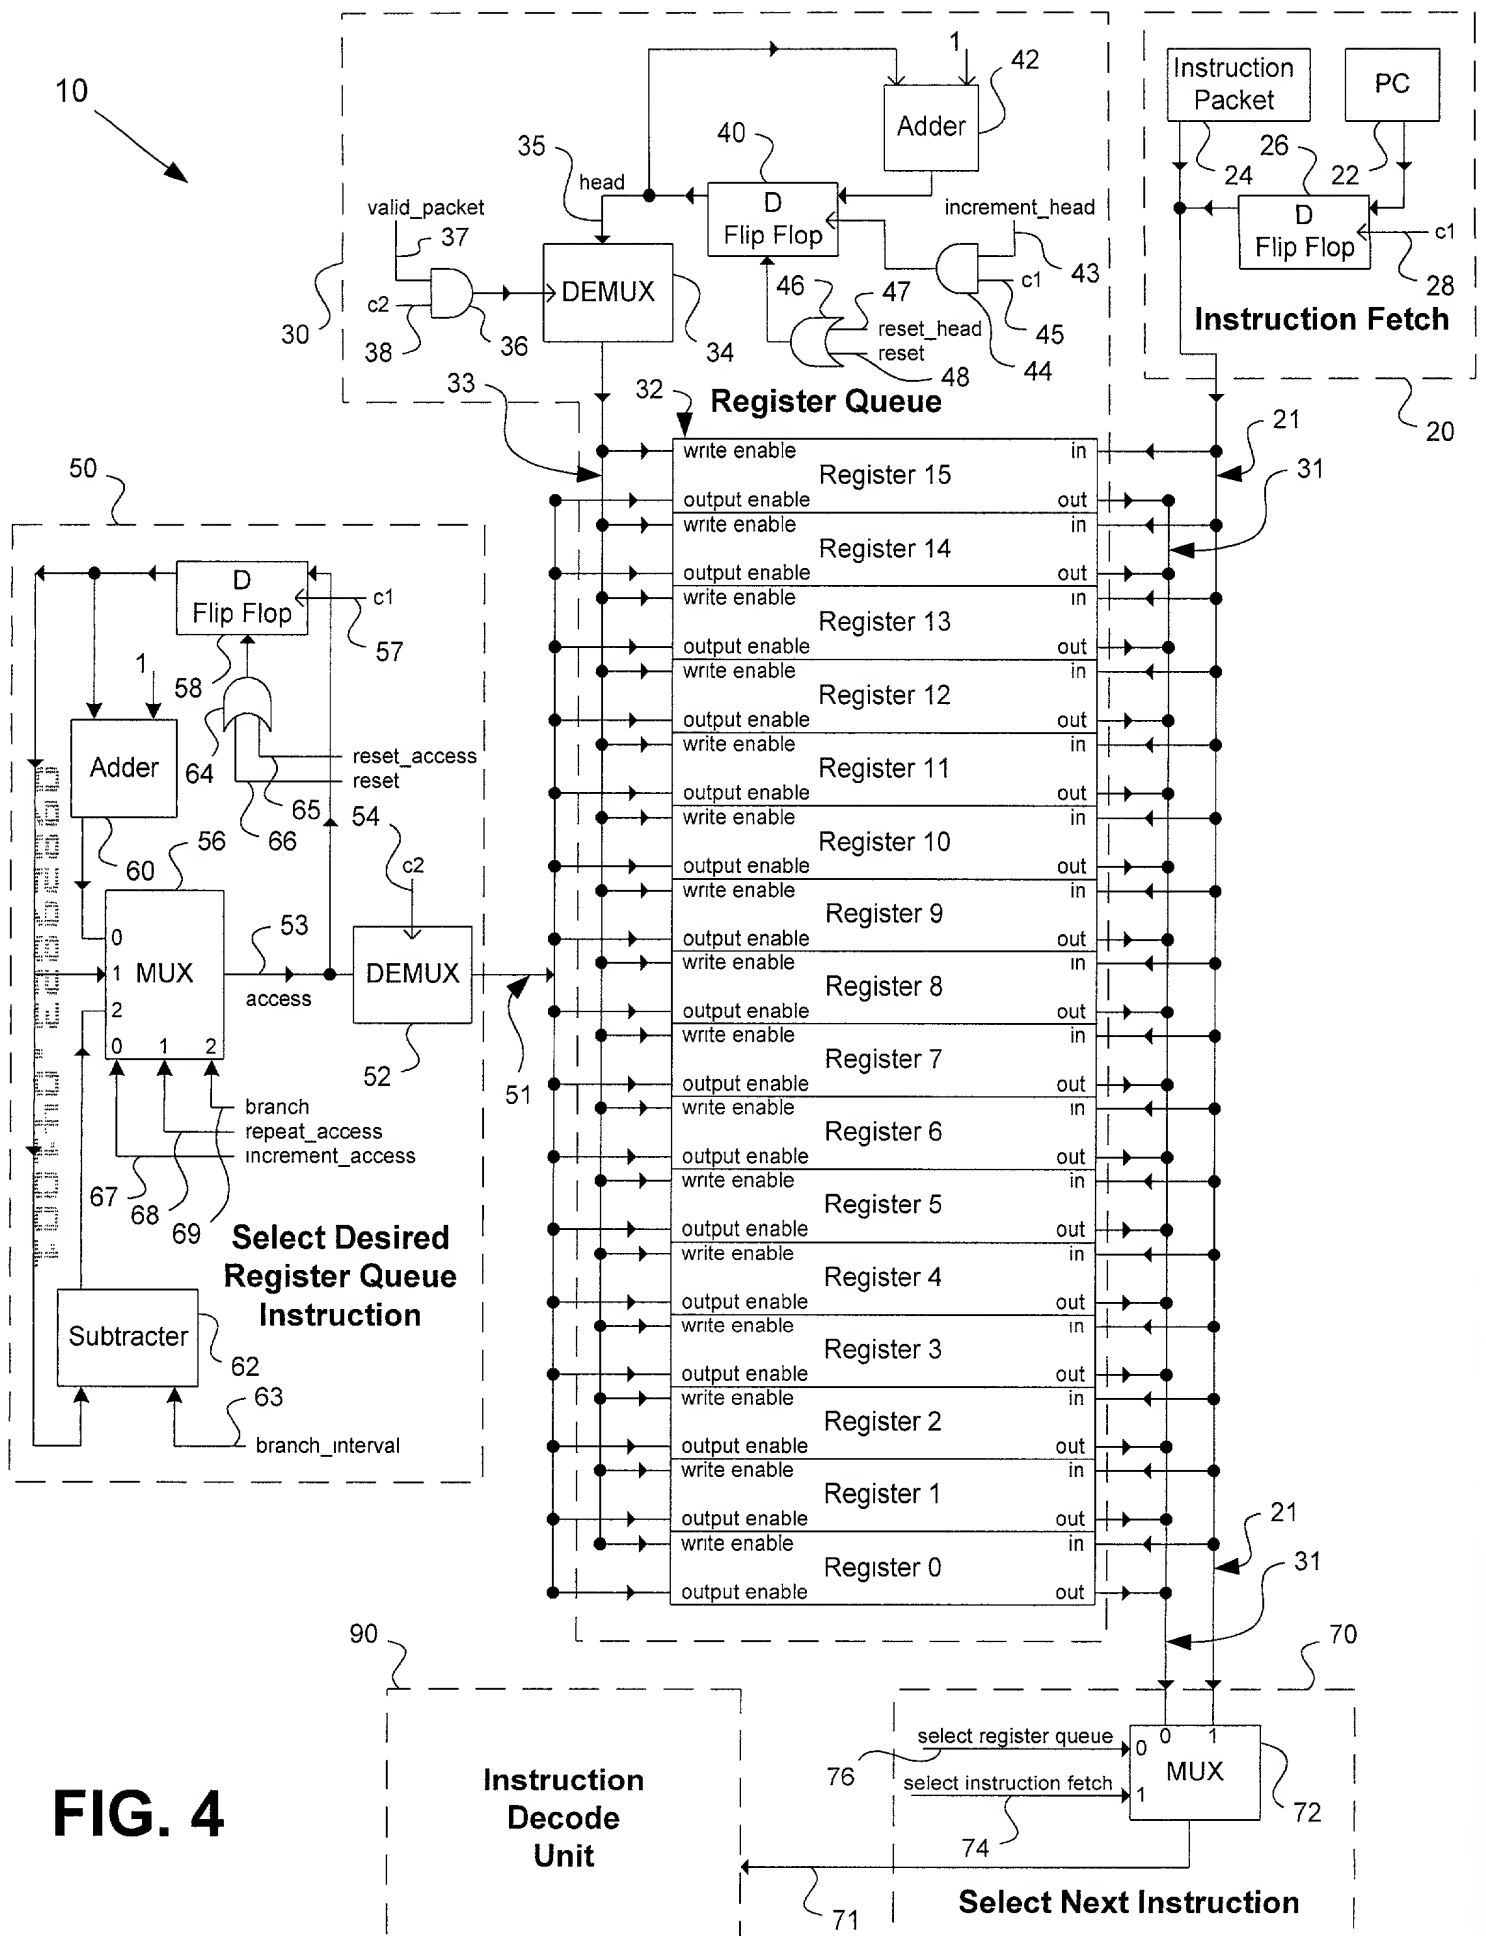 10
35
head
40
1
42
Adder
D
Flip Flop
valid_packet
37
c2
38
36
30
DEMUX
34
33
increment_head
43
c1
45
44
46
47
reset_head
reset
48
Register Queue
32
Instruction
Packet
PC
24
26
22
D
Flip Flop
c1
28
Instruction Fetch
20
21
31
write enable
in
Register 15
output enable
out
write enable
in
Register 14
output enable
out
write enable
in
Register 13
output enable
out
write enable
in
Register 12
output enable
out
write enable
in
Register 11
output enable
out
write enable
in
Register 10
output enable
out
write enable
in
Register 9
output enable
out
write enable
in
Register 8
output enable
out
write enable
in
Register 7
output enable
out
write enable
in
Register 6
output enable
out
write enable
in
Register 5
output enable
out
write enable
in
Register 4
output enable
out
write enable
in
Register 3
output enable
out
write enable
in
Register 2
output enable
out
write enable
in
Register 1
output enable
out
write enable
in
Register 0
output enable
out
21
31
50
D
Flip Flop
c1
57
58
1
Adder
64
reset_access
reset
65
66
60
56
54
c2
0
1
2
MUX
0 1 2
53
access
DEMUX
52
51
branch
repeat_access
increment_access
67
68
69
Select Desired
Register Queue
Instruction
Subtracter
62
63
branch_interval
90
Instruction
Decode
Unit
70
select register queue
76
select instruction fetch
74
0 1
0
1
MUX
72
71
Select Next Instruction
FIG. 4